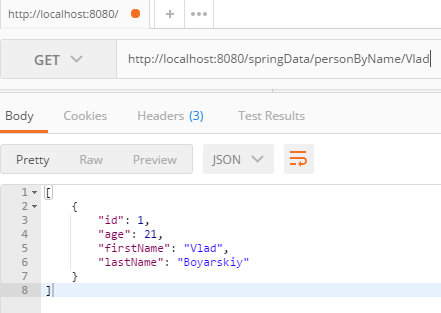 http://localhost:8080/
GET http://localhost:8080/springData/personByName/Vlad
Body Cookies Headers (3) Test Results
Pretty Raw Preview JSON
1 [
2 {
3 "id": 1,
4 "age": 21,
5 "firstName": "Vlad",
6 "lastName": "Boyarskiy"
7 }
8 ]